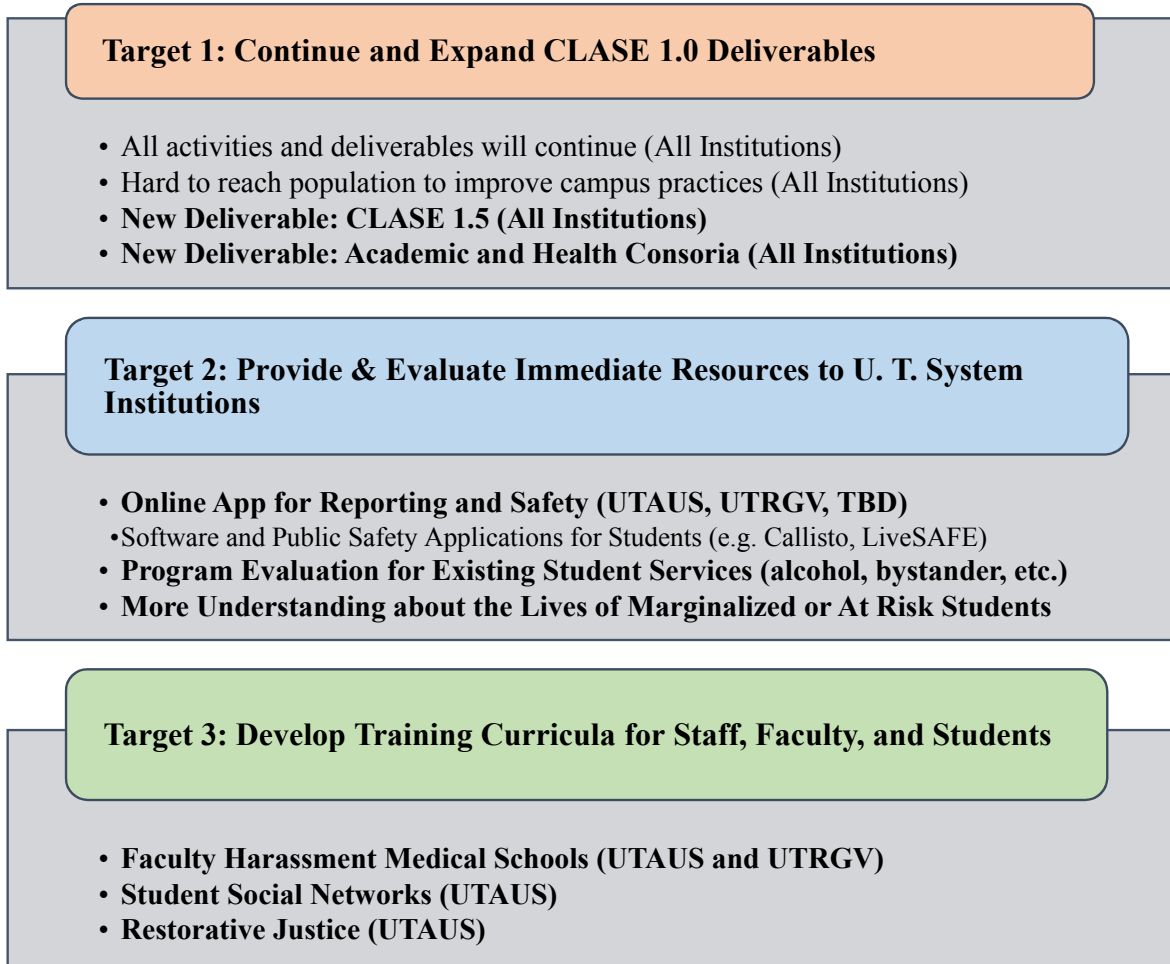 Target 1: Continue and Expand CLASE 1.0 Deliverables
• All activities and deliverables will continue (All Institutions)
• Hard to reach population to improve campus practices (All Institutions)
• New Deliverable: CLASE 1.5 (All Institutions)
• New Deliverable: Academic and Health Consoria (All Institutions)
Target 2: Provide & Evaluate Immediate Resources to U. T. System
Institutions
• Online App for Reporting and Safety (UTAUS, UTRGV, TBD)
•Software and Public Safety Applications for Students (e.g. Callisto, LiveSAFE)
• Program Evaluation for Existing Student Services (alcohol, bystander, etc.)
• More Understanding about the Lives of Marginalized or At Risk Students
Target 3: Develop Training Curricula for Staff, Faculty, and Students
• Faculty Harassment Medical Schools (UTAUS and UTRGV)
• Student Social Networks (UTAUS)
• Restorative Justice (UTAUS)